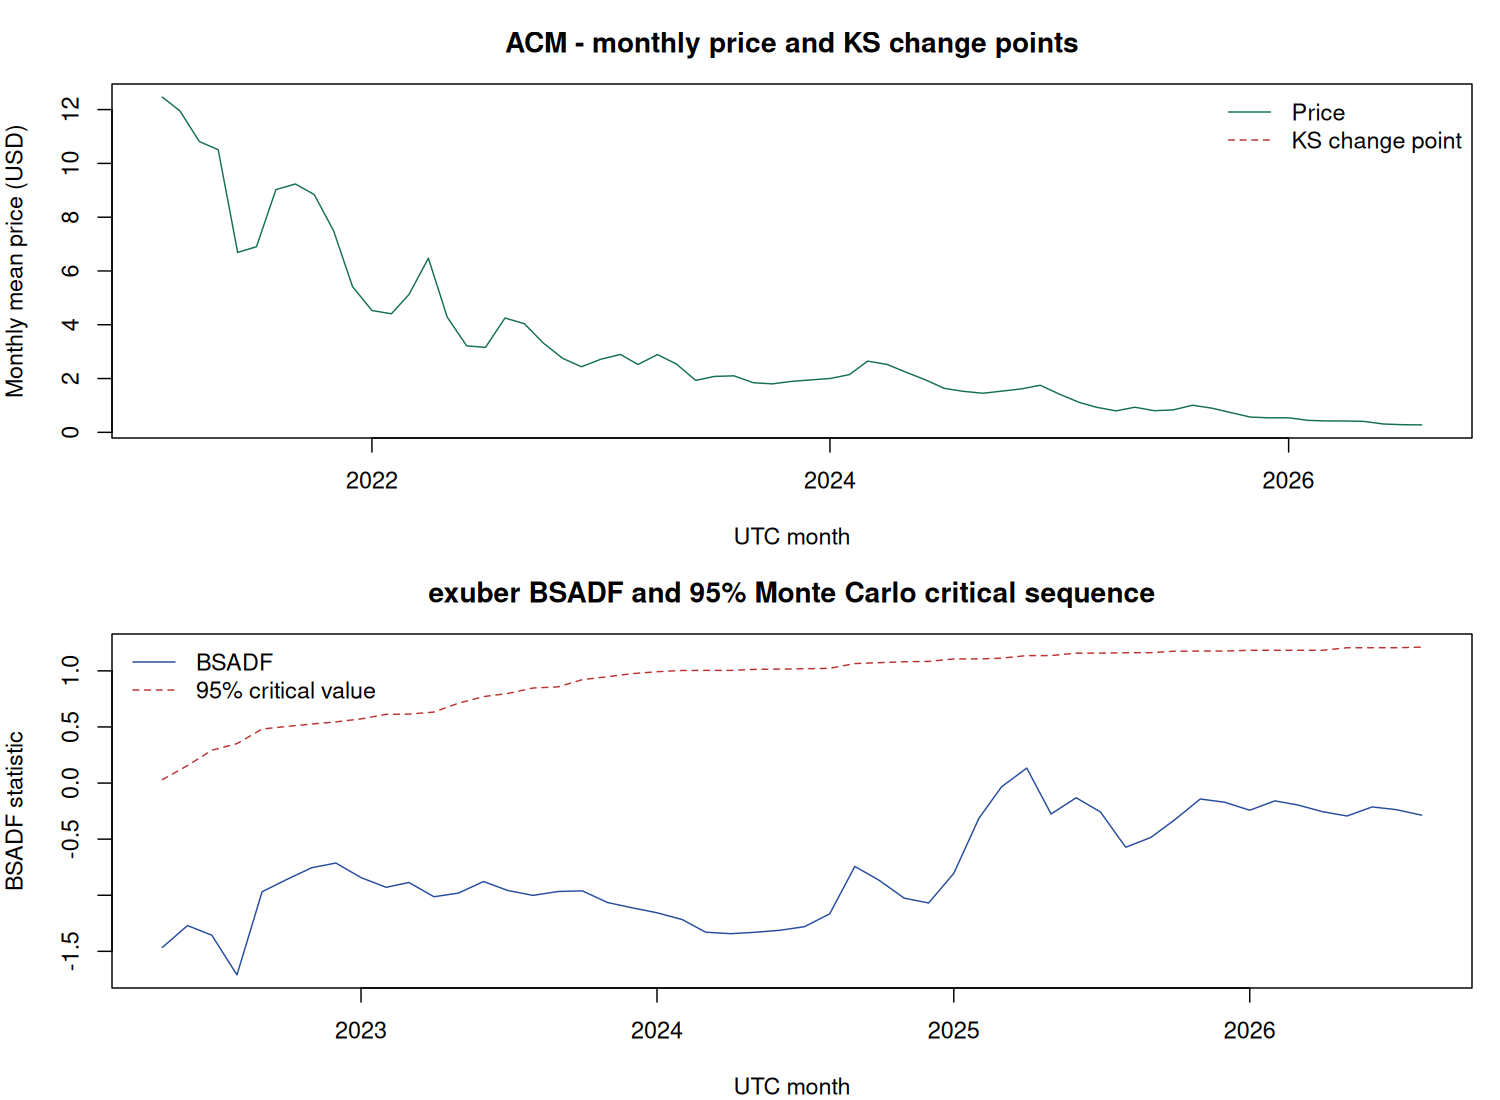 ACM - monthly price and KS change points
Monthly mean price (USD)
12
10
8
6
4
2
0
Price
KS change point
2022 2024 2026
UTC month
exuber BSADF and 95% Monte Carlo critical sequence
BSADF statistic
1.0
0.5
0.0
-0.5
-1.5
BSADF
95% critical value
2023 2024 2025 2026
UTC month